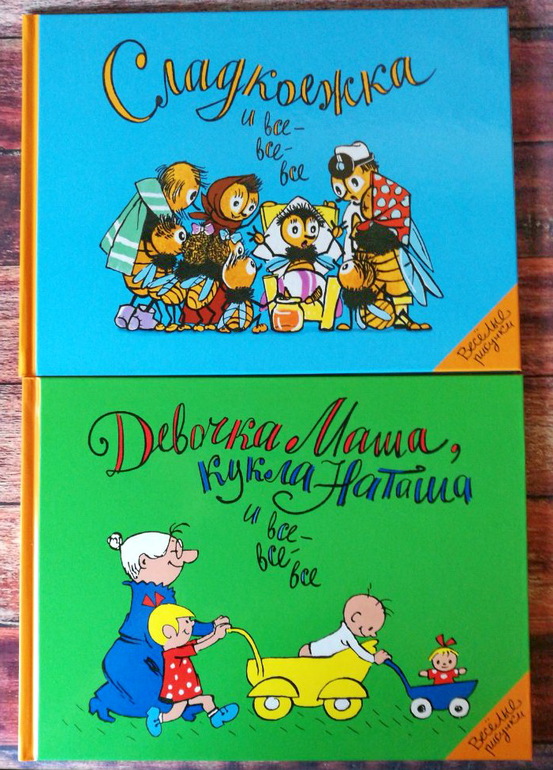 Сладкоежка
и все-
все-
все
Весёлые
рисунки
Девочка Маша,
кукла Наташа
и все-
все-
все
Весёлые
рисунки